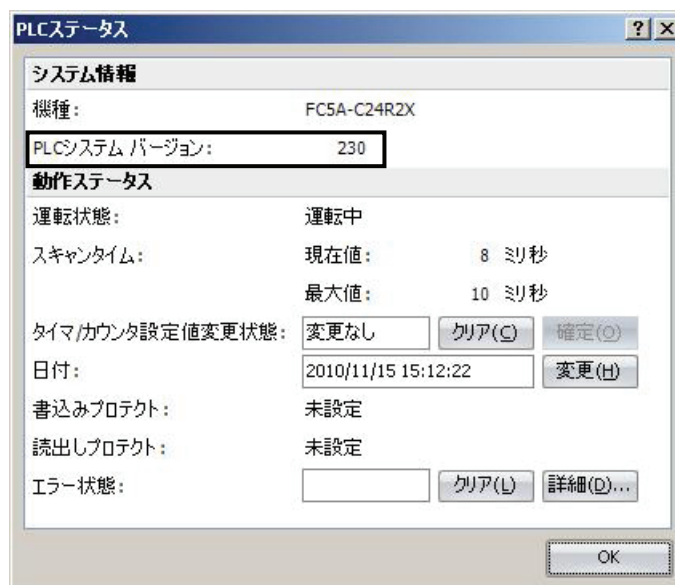 PLCステータス
システム情報
機種： FC5A-C24R2X
PLCシステム バージョン： 230
動作ステータス
運転状態： 運転中
スキャンタイム： 現在値： 8 ミリ秒
最大値： 10 ミリ秒
タイマ/カウンタ設定値変更状態： 変更なし クリア(C) 確定(O)
日付： 2010/11/15 15:12:22 変更(H)
書込みプロテクト： 未設定
読出しプロテクト： 未設定
エラー状態： クリア(L) 詳細(D)...
OK